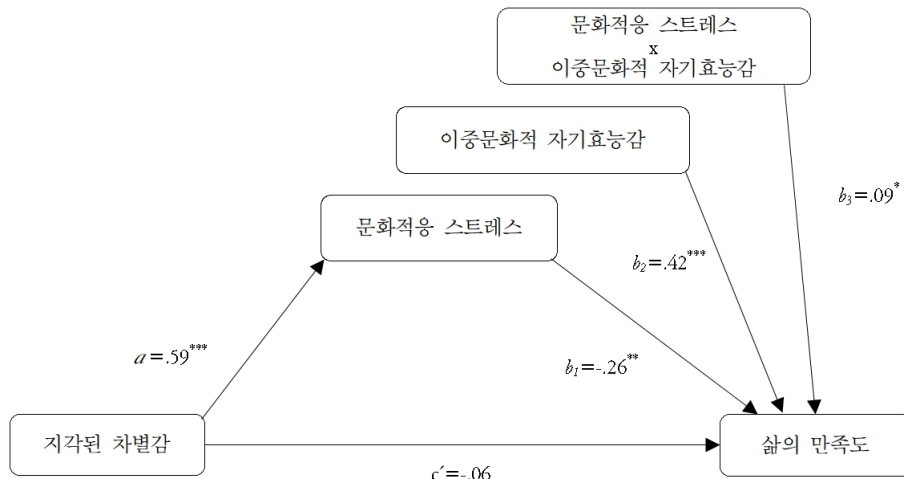 문화적응 스트레스
x
이중문화적 자기효능감
이중문화적 자기효능감
b3=.09*
문화적응 스트레스
b2=.42***
a=.59***
b1=-.26**
지각된 차별감
삶의 만족도
c´=-.06